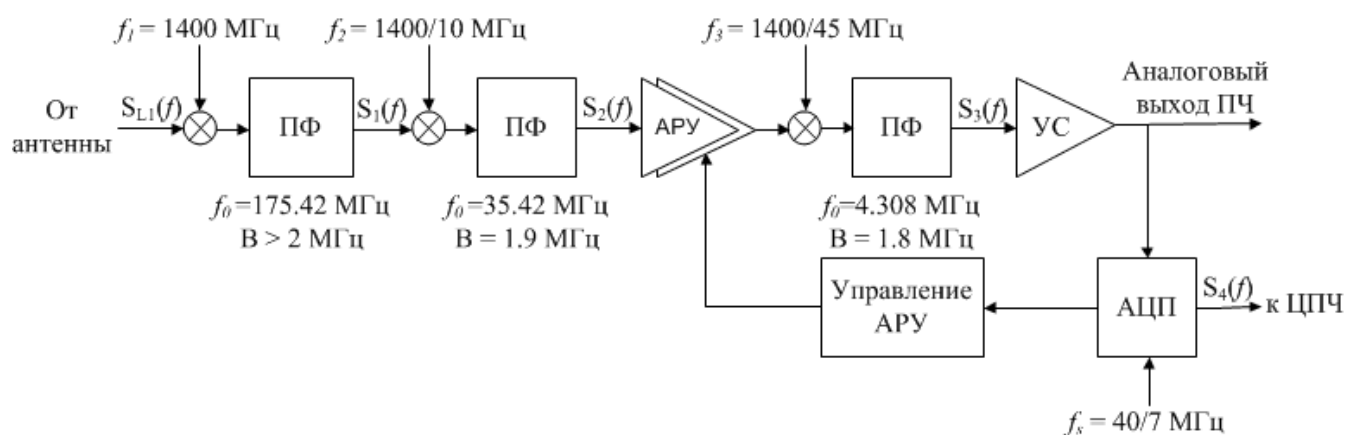 f₁ = 1400 МГц
f₂ = 1400/10 МГц
f₃ = 1400/45 МГц
От
антенны
S_L1(f)
ПФ
S₁(f)
ПФ
S₂(f)
АРУ
ПФ
S₃(f)
УС
Аналоговый
выход ПЧ
f₀ =175.42 МГц
B > 2 МГц
f₀ =35.42 МГц
B = 1.9 МГц
f₀=4.308 МГц
B = 1.8 МГц
Управление
АРУ
АЦП
S₄(f)
к ЦПЧ
fₛ = 40/7 МГц